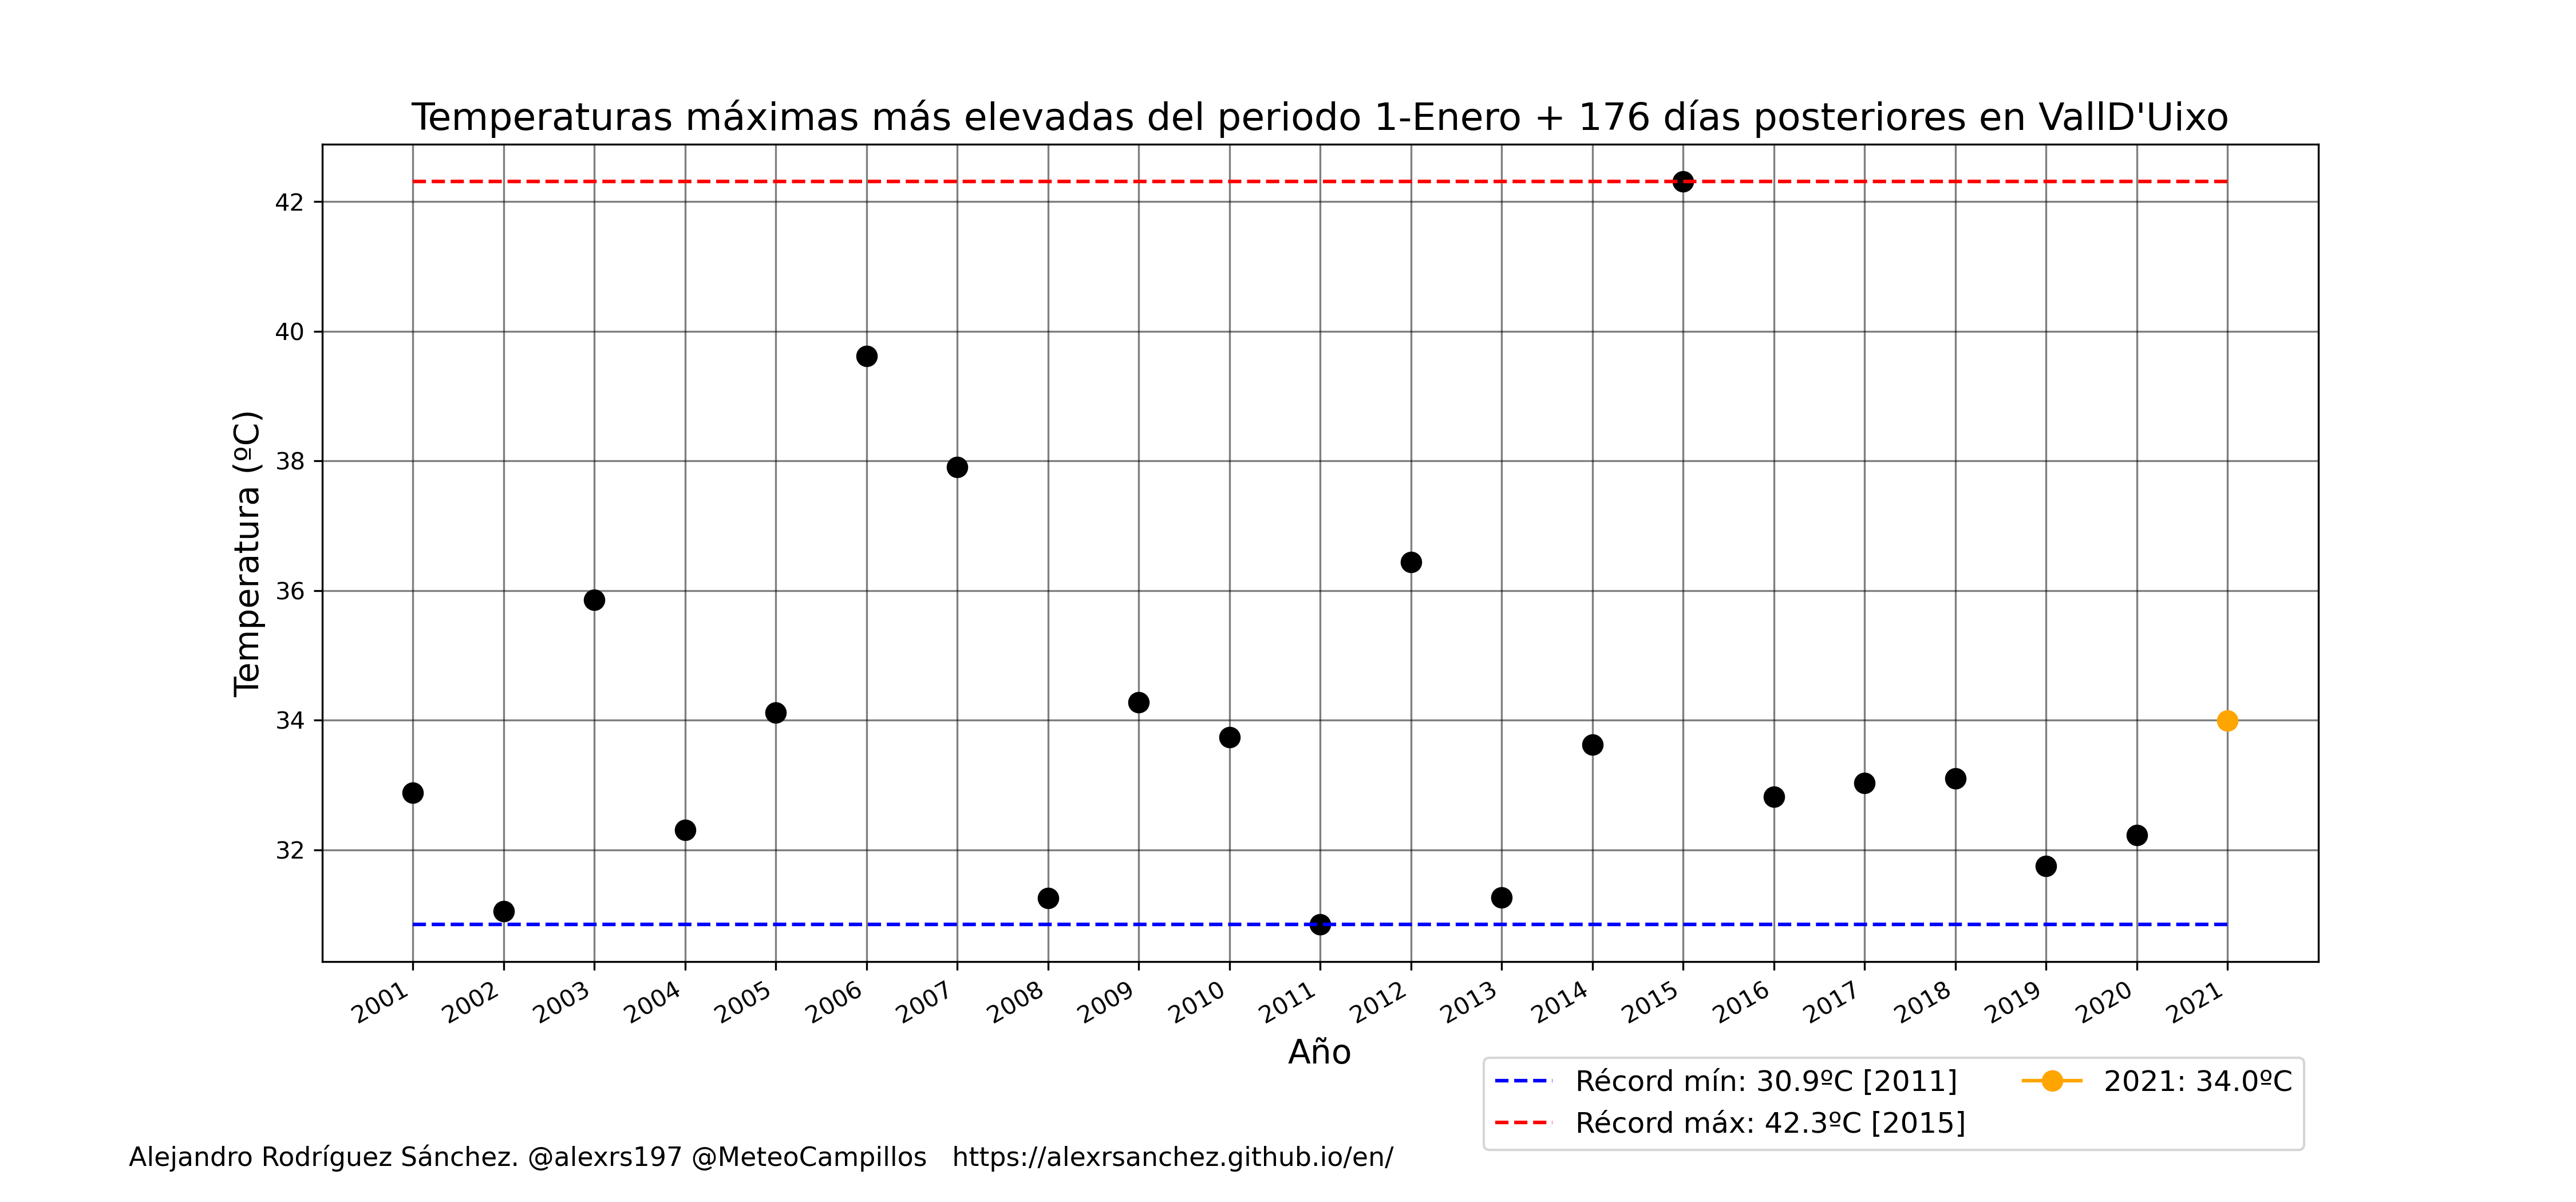 Temperaturas máximas más elevadas del periodo 1-Enero + 176 días posteriores en VallD'Uixo
Temperatura (ºC)
42
40
38
36
34
32
2001 2002 2003 2004 2005 2006 2007 2008 2009 2010 2011 2012 2013 2014 2015 2016 2017 2018 2019 2020 2021
Año
Récord mín: 30.9ºC [2011]
Récord máx: 42.3ºC [2015]
2021: 34.0ºC
Alejandro Rodríguez Sánchez. @alexrs197 @MeteoCampillos https://alexrsanchez.github.io/en/